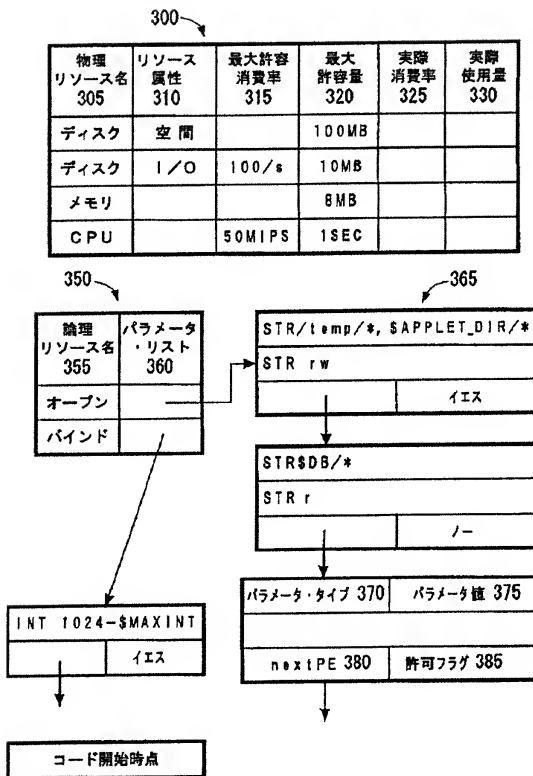 300
物理 リソース 最大許容 最大 実際 実際
リソース名 属性 消費率 許容量 消費率 使用量
305 310 315 320 325 330
ディスク 空間 100MB
ディスク I/O 100/s 10MB
メモリ 8MB
CPU 50MIPS 1SEC
350
論理 パラメータ
リソース名 ・リスト
355 360
オープン
バインド
365
STR/temp/*, $APPLET_DIR/*
STR rw
イエス
STR$DB/*
STR r
ノー
パラメータ・タイプ 370 パラメータ値 375
nextPE 380 許可フラグ 385
INT 1024-$MAXINT
イエス
コード開始時点